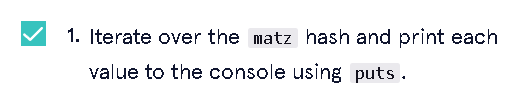 1. Iterate over the matz hash and print each
value to the console using puts.